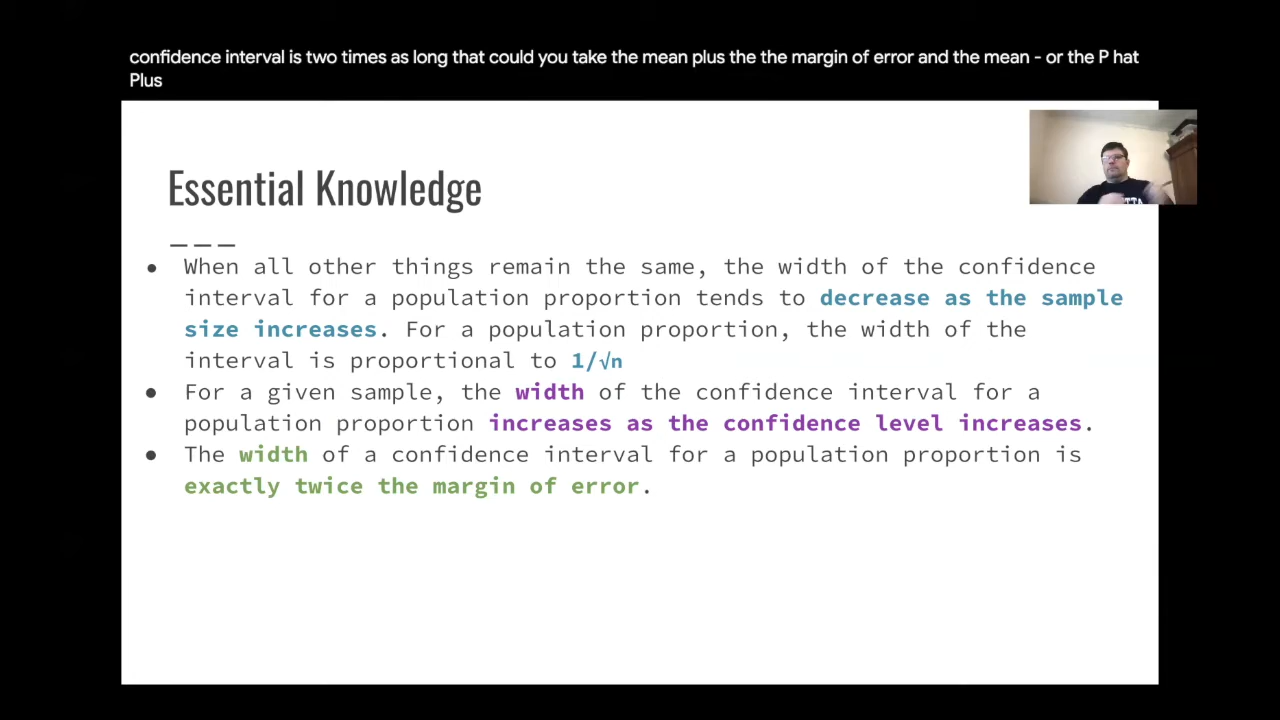 confidence interval is two times as long that could you take the mean plus the the margin of error and the mean - or the P hat
Plus
Essential Knowledge
● When all other things remain the same, the width of the confidence
interval for a population proportion tends to decrease as the sample
size increases. For a population proportion, the width of the
interval is proportional to 1/√n
● For a given sample, the width of the confidence interval for a
population proportion increases as the confidence level increases.
● The width of a confidence interval for a population proportion is
exactly twice the margin of error.